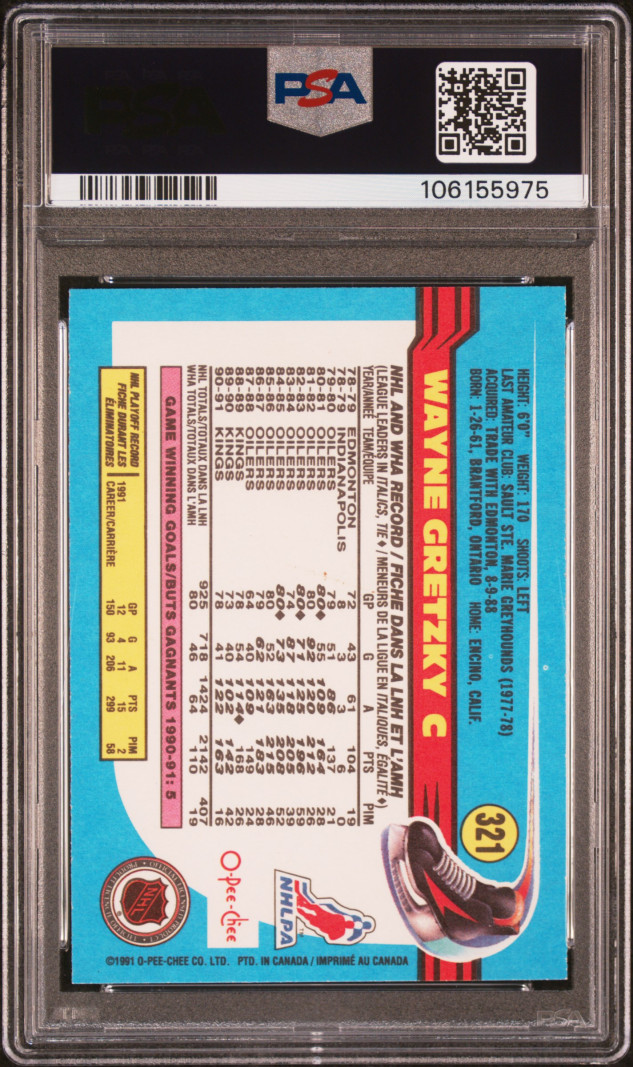 PSA
106155975
321
HEIGHT: 6'0" WEIGHT: 170 SHOOTS: LEFT
LAST AMATEUR CLUB: SAULT STE. MARIE GREYHOUNDS (1977-78)
ACQUIRED: TRADE WITH EDMONTON, 8-9-88
BORN: 1-26-61, BRANTFORD, ONTARIO HOME: ENCINO, CALIF.
WAYNE GRETZKY C
NHL AND WHA RECORD / FICHE DANS LA LNH ET L'AMH
(LEAGUE LEADERS IN ITALICS, TIE ♦) / MENEURS DE LA LIGUE EN ITALIQUES, ÉGALITÉ ♦)
YEAR/ANNÉE TEAM/ÉQUIPE GP G A PTS PIM
78-79 EDMONTON 72 43 61 104 18
78-79 INDIANAPOLIS 8 3 3 6 0
79-80 OILERS 79 51 86 137 21
80-81 OILERS 80♦ 55 109 164 28
81-82 OILERS 80♦ 92 212 26
82-83 OILERS 80♦ 71 125 196 59
83-84 OILERS 74 87 118 205 39
84-85 OILERS 80♦ 73 208 52
85-86 OILERS 80♦ 52 163 215 46
86-87 OILERS 79 62 121 183 28
87-88 OILERS 64 40 109 149 24
88-89 KINGS 78 54 114♦ 168 26
89-90 KINGS 73 40 102 142 42
90-91 KINGS 78 41 122 163 16
NHL TOTALS/TOTAUX DANS LA LNH 925 718 1424 2142 407
WHA TOTALS/TOTAUX DANS L'AMH 80 46 64 110 19
GAME WINNING GOALS/BUTS GAGNANTS 1990-91: 5
NHL PLAYOFF RECORD
FICHE DURANT LES
ÉLIMINATOIRES
GP G A PTS PIM
1991 12 4 11 15 2
CAREER/CARRIÈRE 150 93 206 299 58
O-Pee-Chee
NHLPA
TM
NHL
©1991 O-PEE-CHEE CO. LTD. PTD. IN CANADA / IMPRIMÉ AU CANADA
PSA